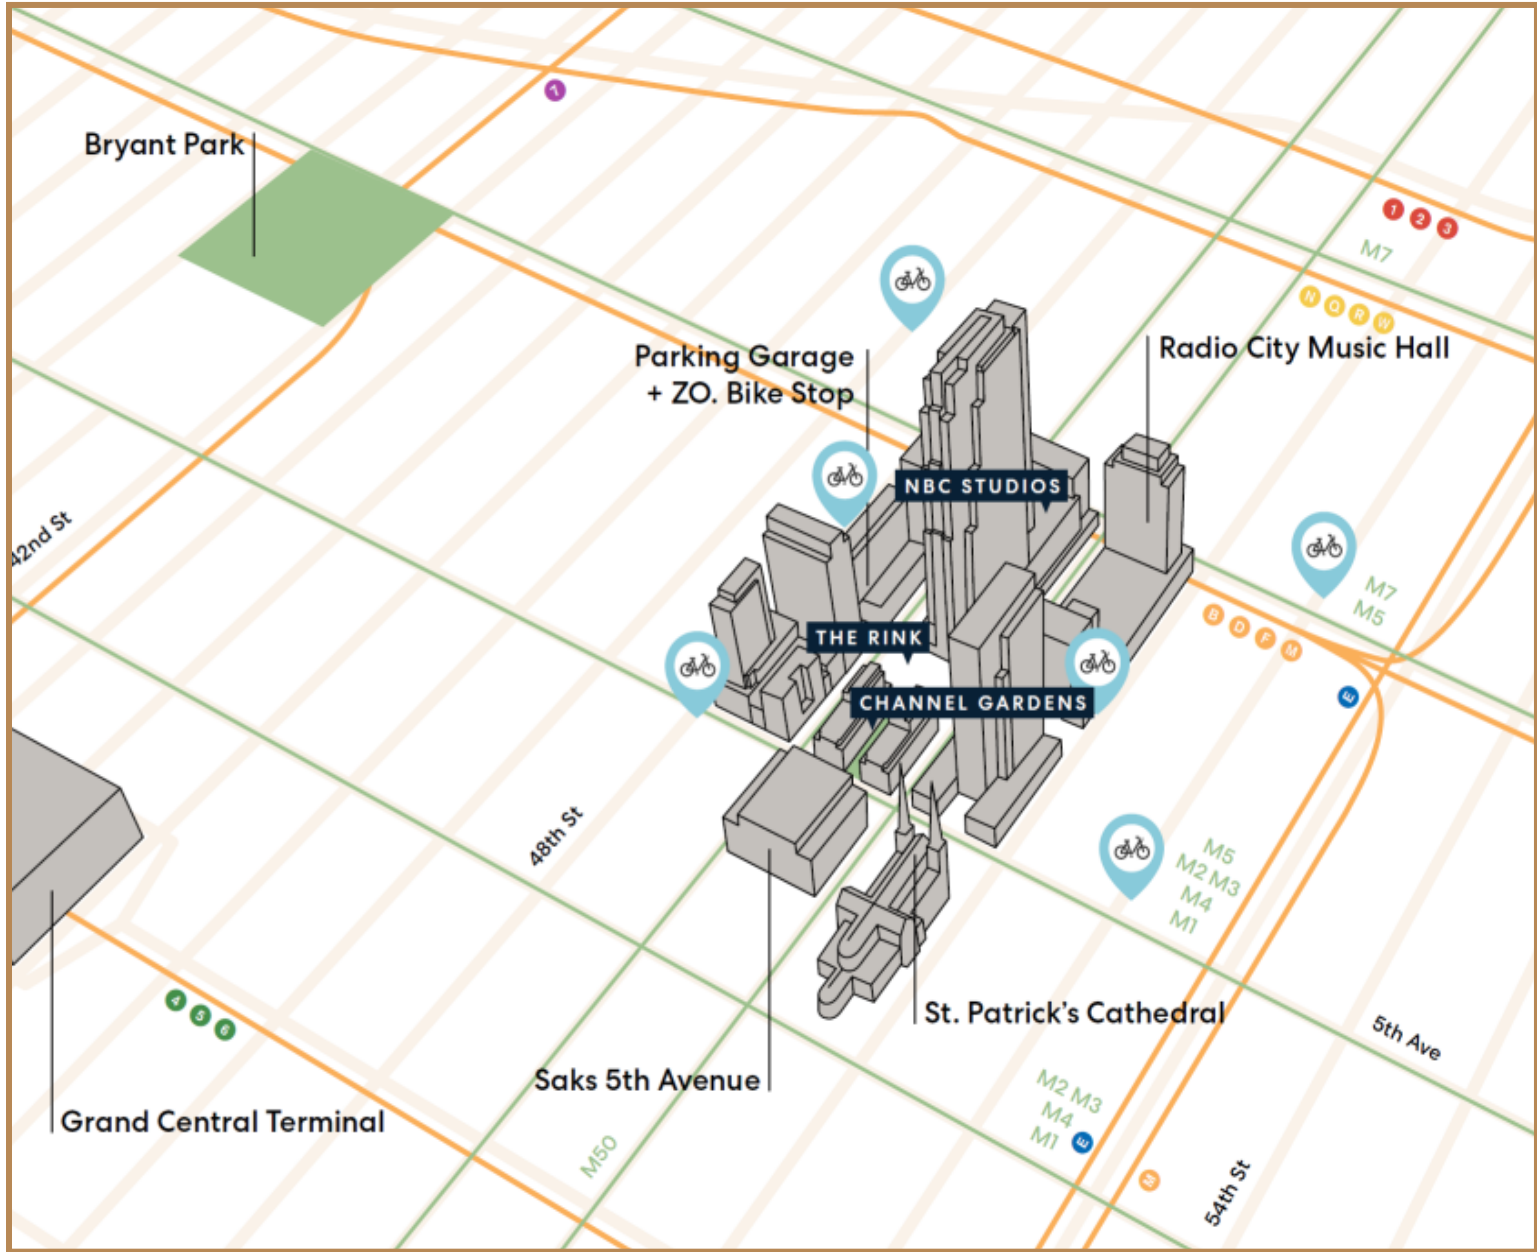 7
Bryant Park
1 2 3
M7
N Q R W
Parking Garage
+ ZO. Bike Stop
Radio City Music Hall
NBC STUDIOS
42nd St
M7
M5
B D F M
THE RINK
E
CHANNEL GARDENS
48th St
M5
M2 M3
M4
M1
4 5 6
St. Patrick's Cathedral
5th Ave
Saks 5th Avenue
Grand Central Terminal
M2 M3
M4
M1
E
M50
M
54th St